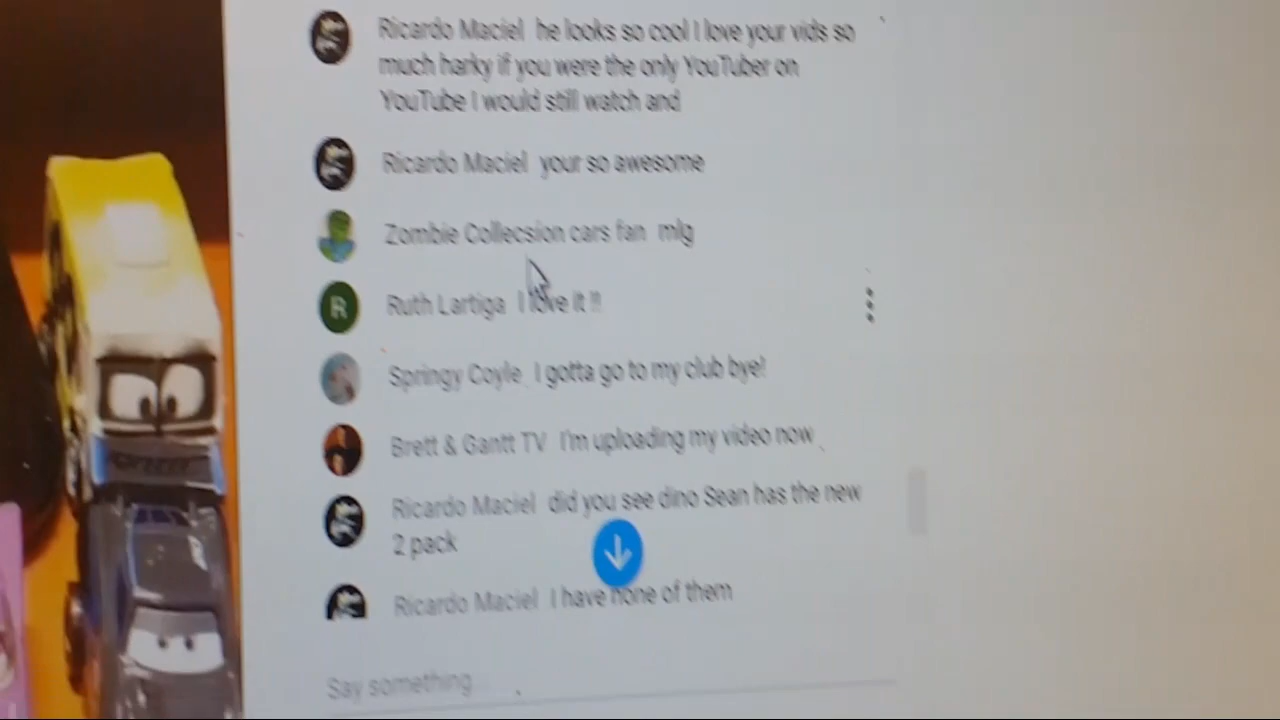 Ricardo Maciel he looks so cool I love your vids so
much harky if you were the only YouTuber on
YouTube I would still watch and
Ricardo Maciel your so awesome
Zombie Collecsion cars fan mlg
R
Ruth Lartiga I love it !!
Springy Coyle I gotta go to my club bye!
Brett & Gantt TV I'm uploading my video now
Ricardo Maciel did you see dino Sean has the new
2 pack
Ricardo Maciel I have none of them
Say something...